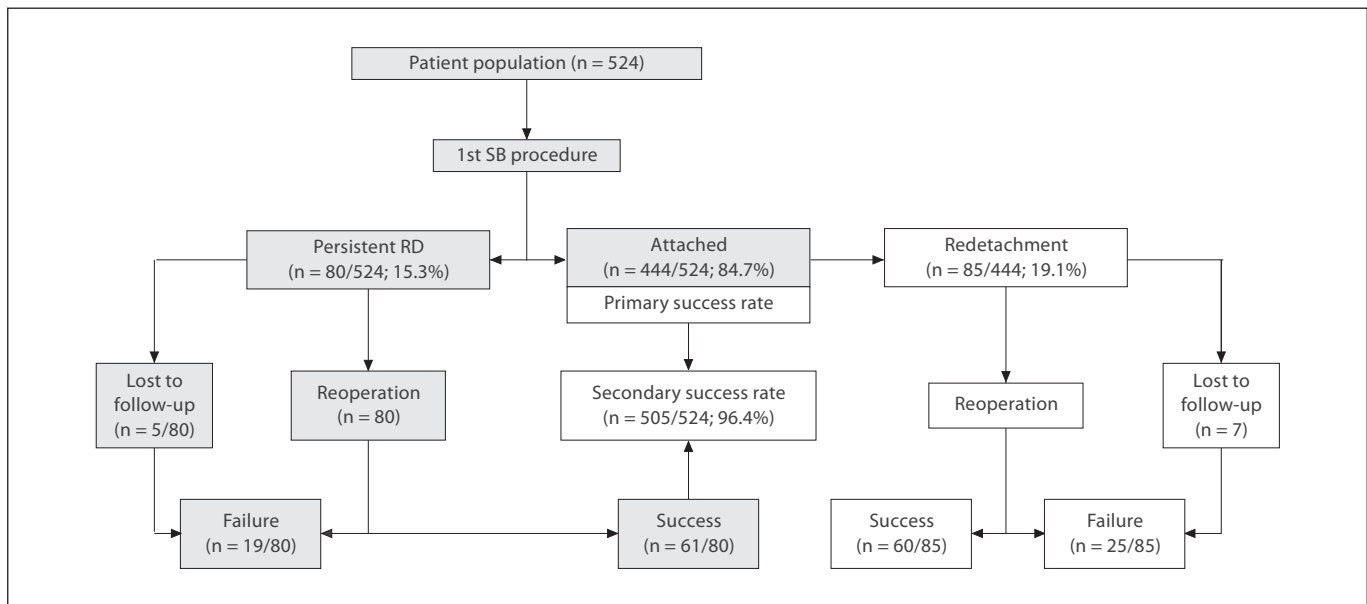 Patient population (n = 524)
1st SB procedure
Persistent RD
(n = 80/524; 15.3%)
Attached
(n = 444/524; 84.7%)
Primary success rate
Redetachment
(n = 85/444; 19.1%)
Lost to
follow-up
(n = 5/80)
Reoperation
(n = 80)
Secondary success rate
(n = 505/524; 96.4%)
Reoperation
Lost to
follow-up
(n = 7)
Failure
(n = 19/80)
Success
(n = 61/80)
Success
(n = 60/85)
Failure
(n = 25/85)